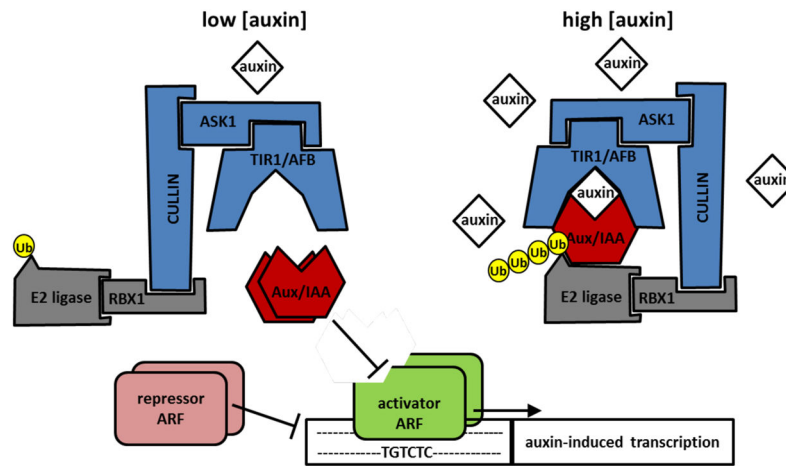 low [auxin]
high [auxin]
auxin
ASK1
TIR1/AFB
CULLIN
Ub
E2 ligase
RBX1
Aux/IAA
auxin
auxin
auxin
auxin
auxin
ASK1
TIR1/AFB
auxin
CULLIN
Aux/IAA
Ub
Ub
Ub
Ub
E2 ligase
RBX1
repressor
ARF
activator
ARF
---TGTCTC---
auxin-induced transcription